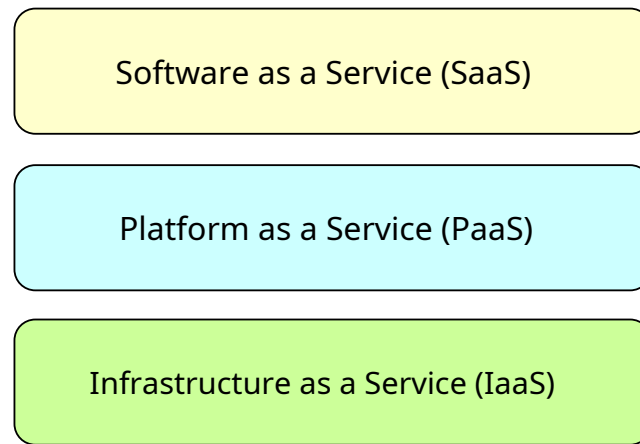 Software as a Service (SaaS)
Platform as a Service (PaaS)
Infrastructure as a Service (IaaS)